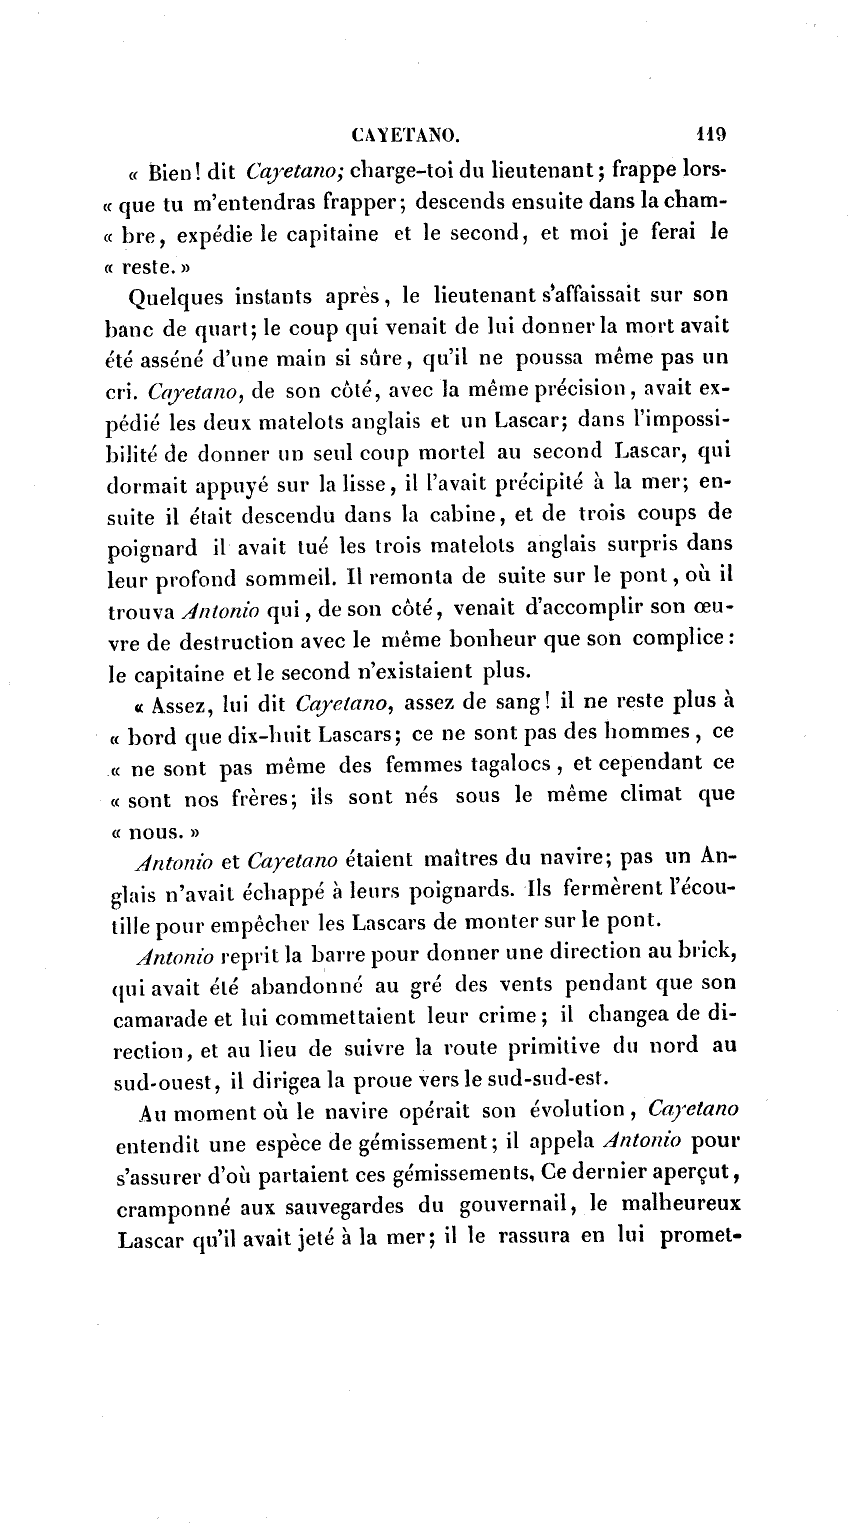 CAYETANO. 119
« Bien! dit Cayetano; charge-toi du lieutenant; frappe lors-
« que tu m'entendras frapper; descends ensuite dans la cham-
« bre, expédie le capitaine et le second, et moi je ferai le
« reste. »
Quelques instants après, le lieutenant s'affaissait sur son
banc de quart; le coup qui venait de lui donner la mort avait
été asséné d'une main si sûre, qu'il ne poussa même pas un
cri. Cayetano, de son côté, avec la même précision, avait ex-
pédié les deux matelots anglais et un Lascar; dans l'impossi-
bilité de donner un seul coup mortel au second Lascar, qui
dormait appuyé sur la lisse, il l'avait précipité à la mer; en-
suite il était descendu dans la cabine, et de trois coups de
poignard il avait tué les trois matelots anglais surpris dans
leur profond sommeil. Il remonta de suite sur le pont, où il
trouva Antonio qui, de son côté, venait d'accomplir son œu-
vre de destruction avec le même bonheur que son complice:
le capitaine et le second n'existaient plus.
« Assez, lui dit Cayetano, assez de sang! il ne reste plus à
« bord que dix-huit Lascars; ce ne sont pas des hommes, ce
« ne sont pas même des femmes tagalocs, et cependant ce
« sont nos frères; ils sont nés sous le même climat que
« nous. »
Antonio et Cayetano étaient maîtres du navire; pas un An-
glais n'avait échappé à leurs poignards. Ils fermèrent l'écou-
tille pour empêcher les Lascars de monter sur le pont.
Antonio reprit la barre pour donner une direction au brick,
qui avait été abandonné au gré des vents pendant que son
camarade et lui commettaient leur crime; il changea de di-
rection, et au lieu de suivre la route primitive du nord au
sud-ouest, il dirigea la proue vers le sud-sud-est.
Au moment où le navire opérait son évolution, Cayetano
entendit une espèce de gémissement; il appela Antonio pour
s'assurer d'où partaient ces gémissements. Ce dernier aperçut,
cramponné aux sauvegardes du gouvernail, le malheureux
Lascar qu'il avait jeté à la mer; il le rassura en lui promet-